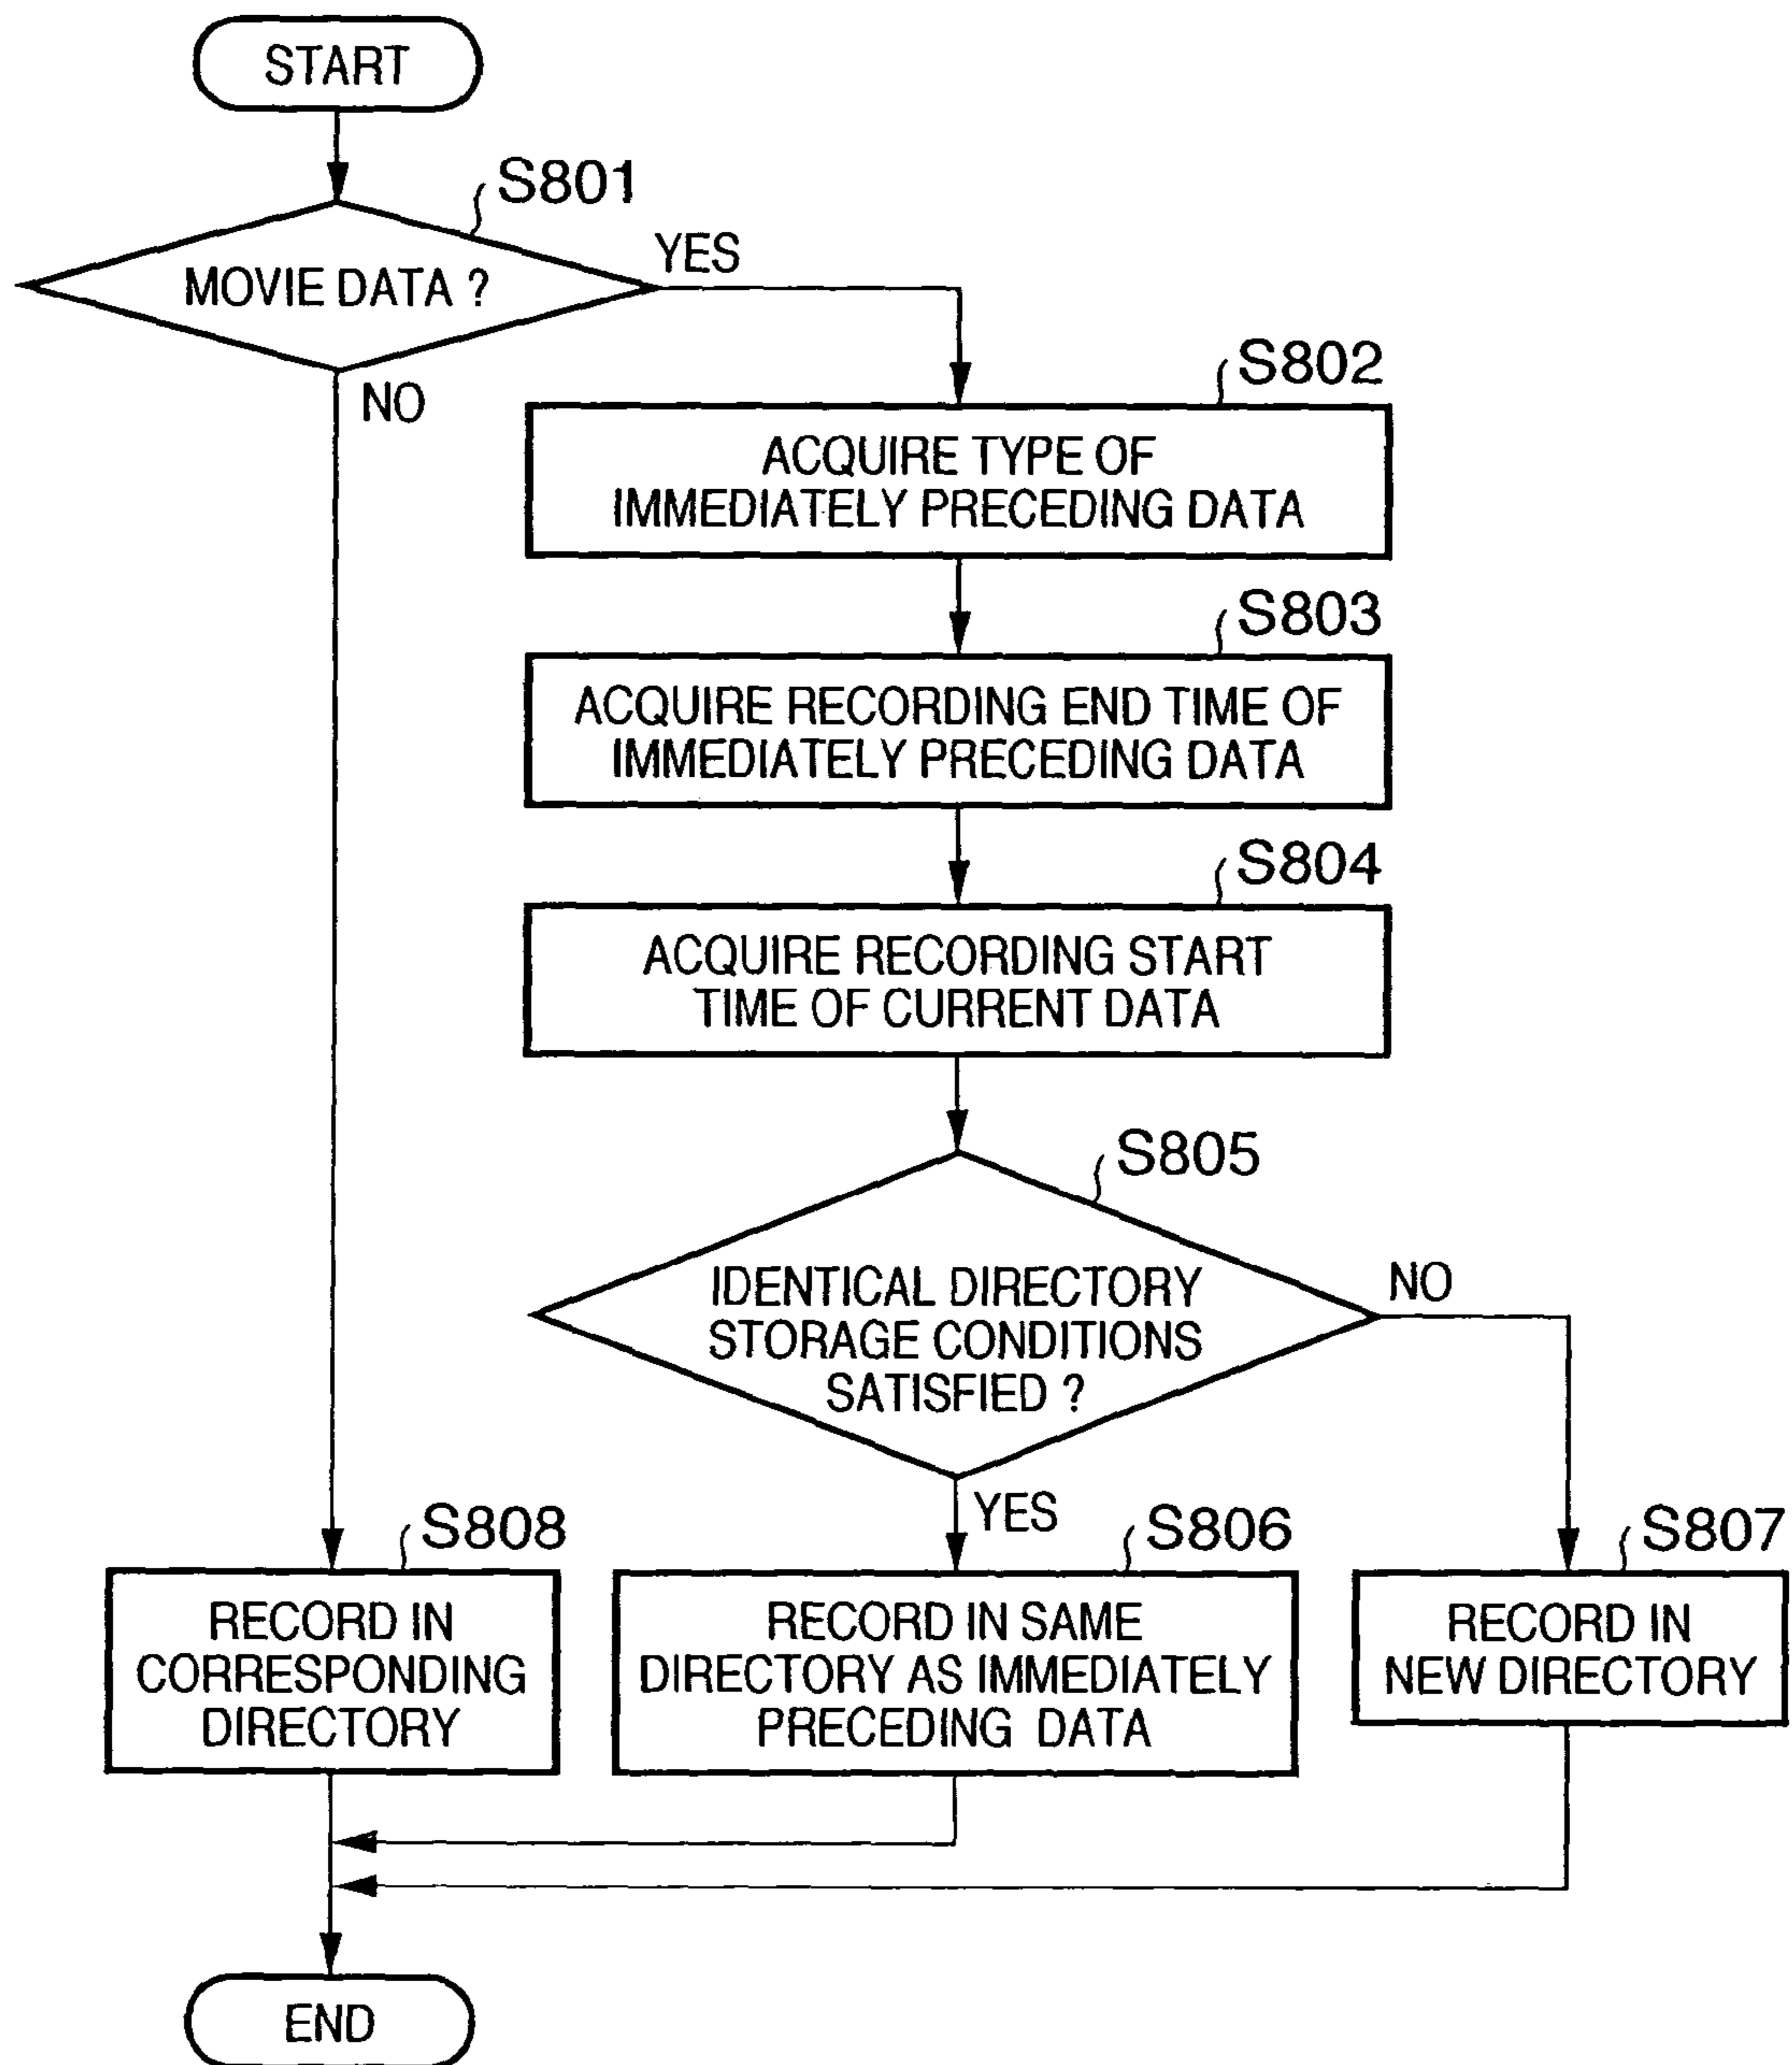 START
S801
MOVIE DATA ?
YES
NO
S802
ACQUIRE TYPE OF
IMMEDIATELY PRECEDING DATA
S803
ACQUIRE RECORDING END TIME OF
IMMEDIATELY PRECEDING DATA
S804
ACQUIRE RECORDING START
TIME OF CURRENT DATA
S805
IDENTICAL DIRECTORY
STORAGE CONDITIONS
SATISFIED ?
NO
YES
S808
RECORD IN
CORRESPONDING
DIRECTORY
S806
RECORD IN SAME
DIRECTORY AS IMMEDIATELY
PRECEDING DATA
S807
RECORD IN
NEW DIRECTORY
END